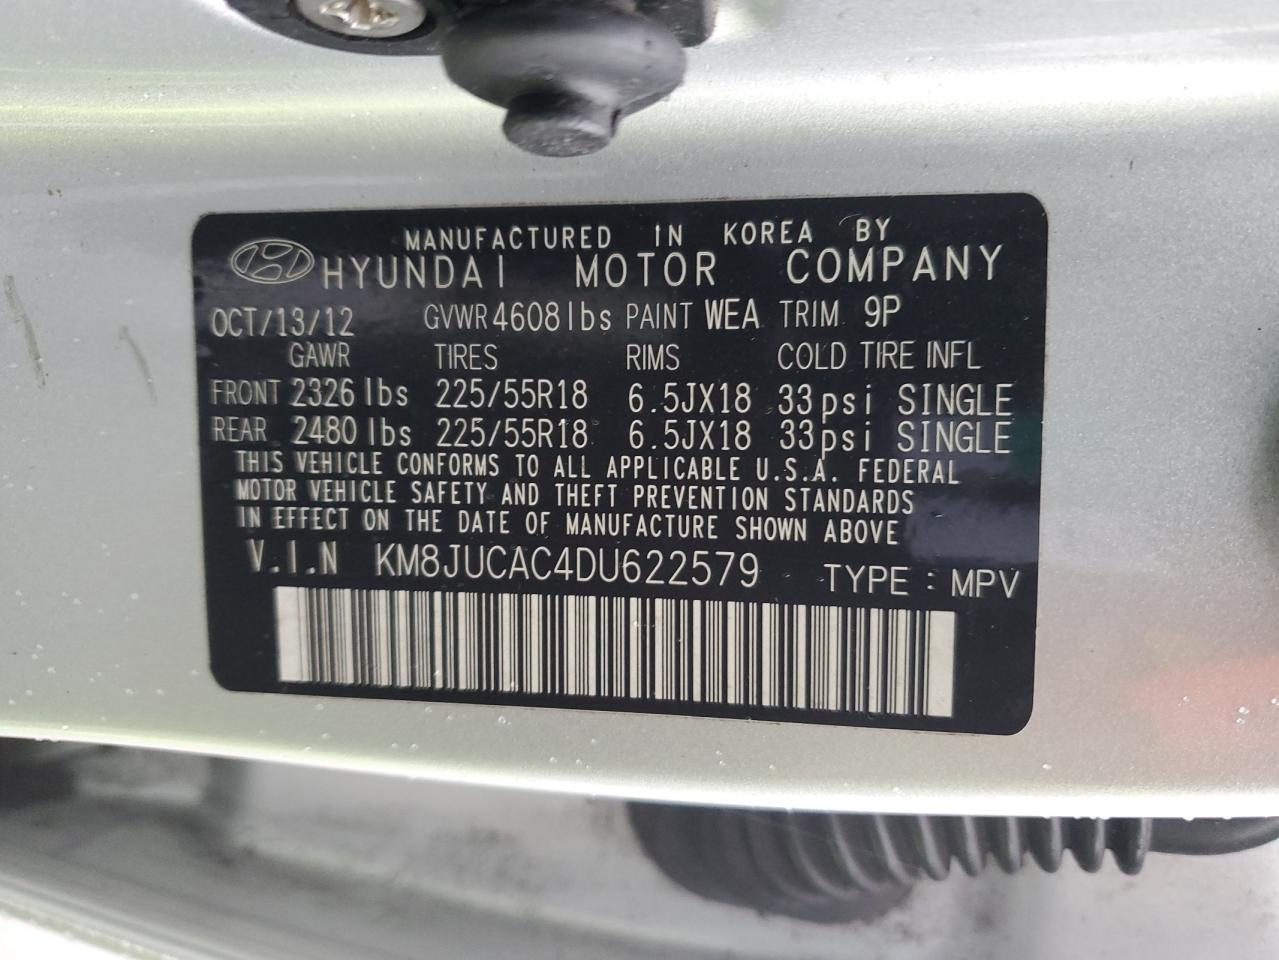 MANUFACTURED IN KOREA BY
HYUNDAI MOTOR COMPANY
OCT/13/12 GVWR 4608 lbs PAINT WEA TRIM 9P
GAWR TIRES RIMS COLD TIRE INFL
FRONT 2326 lbs 225/55R18 6.5JX18 33psi SINGLE
REAR 2480 lbs 225/55R18 6.5JX18 33psi SINGLE
THIS VEHICLE CONFORMS TO ALL APPLICABLE U.S.A. FEDERAL
MOTOR VEHICLE SAFETY AND THEFT PREVENTION STANDARDS
IN EFFECT ON THE DATE OF MANUFACTURE SHOWN ABOVE
V.I.N KM8JUCAC4DU622579 TYPE : MPV